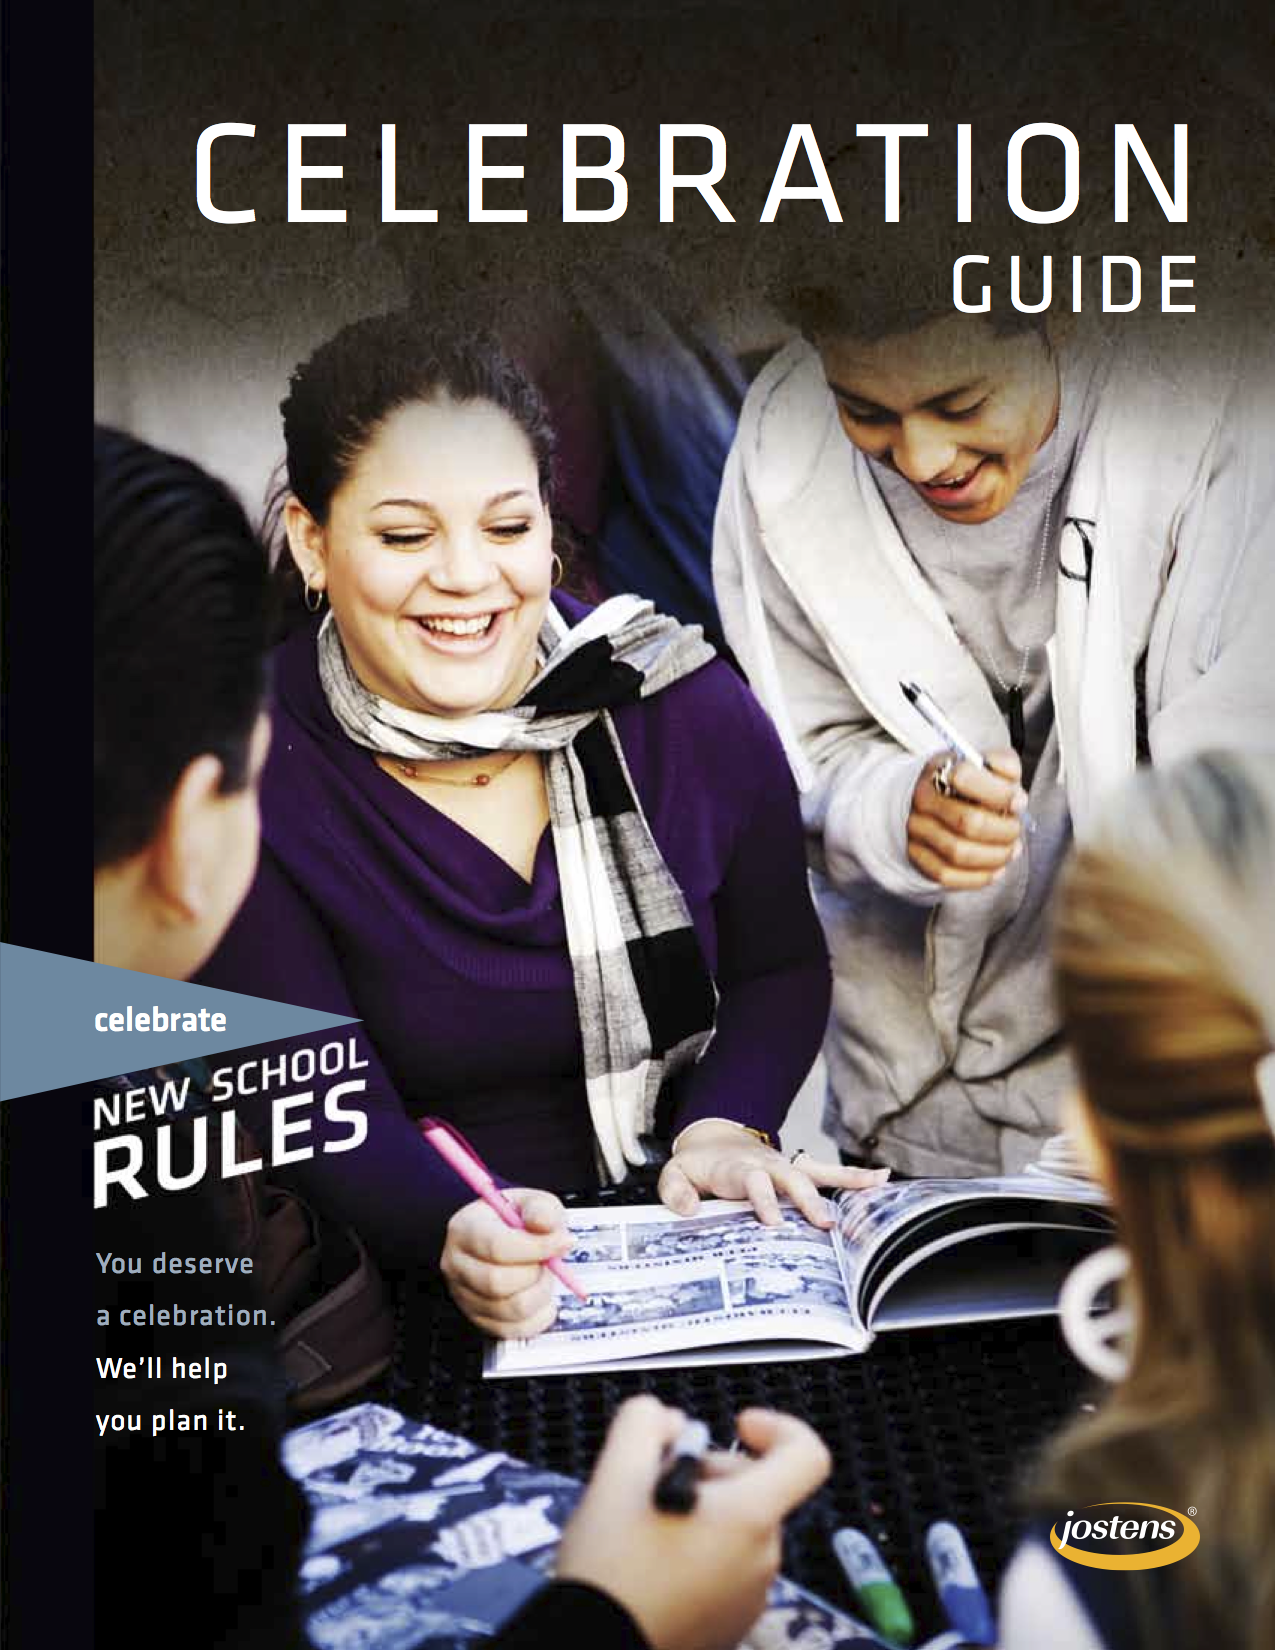 CELEBRATION
GUIDE
celebrate
NEW SCHOOL
RULES
You deserve
a celebration.
We'll help
you plan it.
jostens®